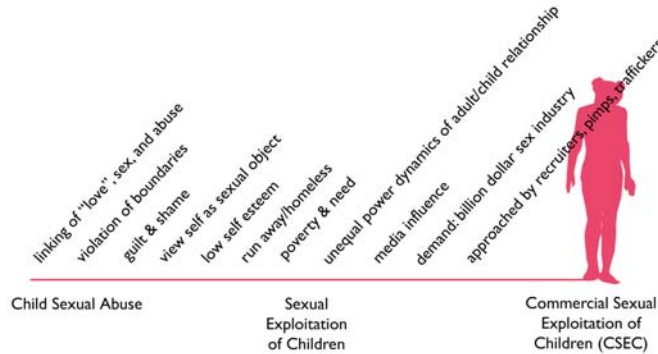 linking of "love", sex, and abuse
violation of boundaries
guilt & shame
view self as sexual object
low self esteem
run away/homeless
poverty & need
unequal power dynamics of adult/child relationship
media influence
demand: billion dollar sex industry
approached by recruiters, pimps, traffickers
Child Sexual Abuse
Sexual
Exploitation
of Children
Commercial Sexual
Exploitation of
Children (CSEC)